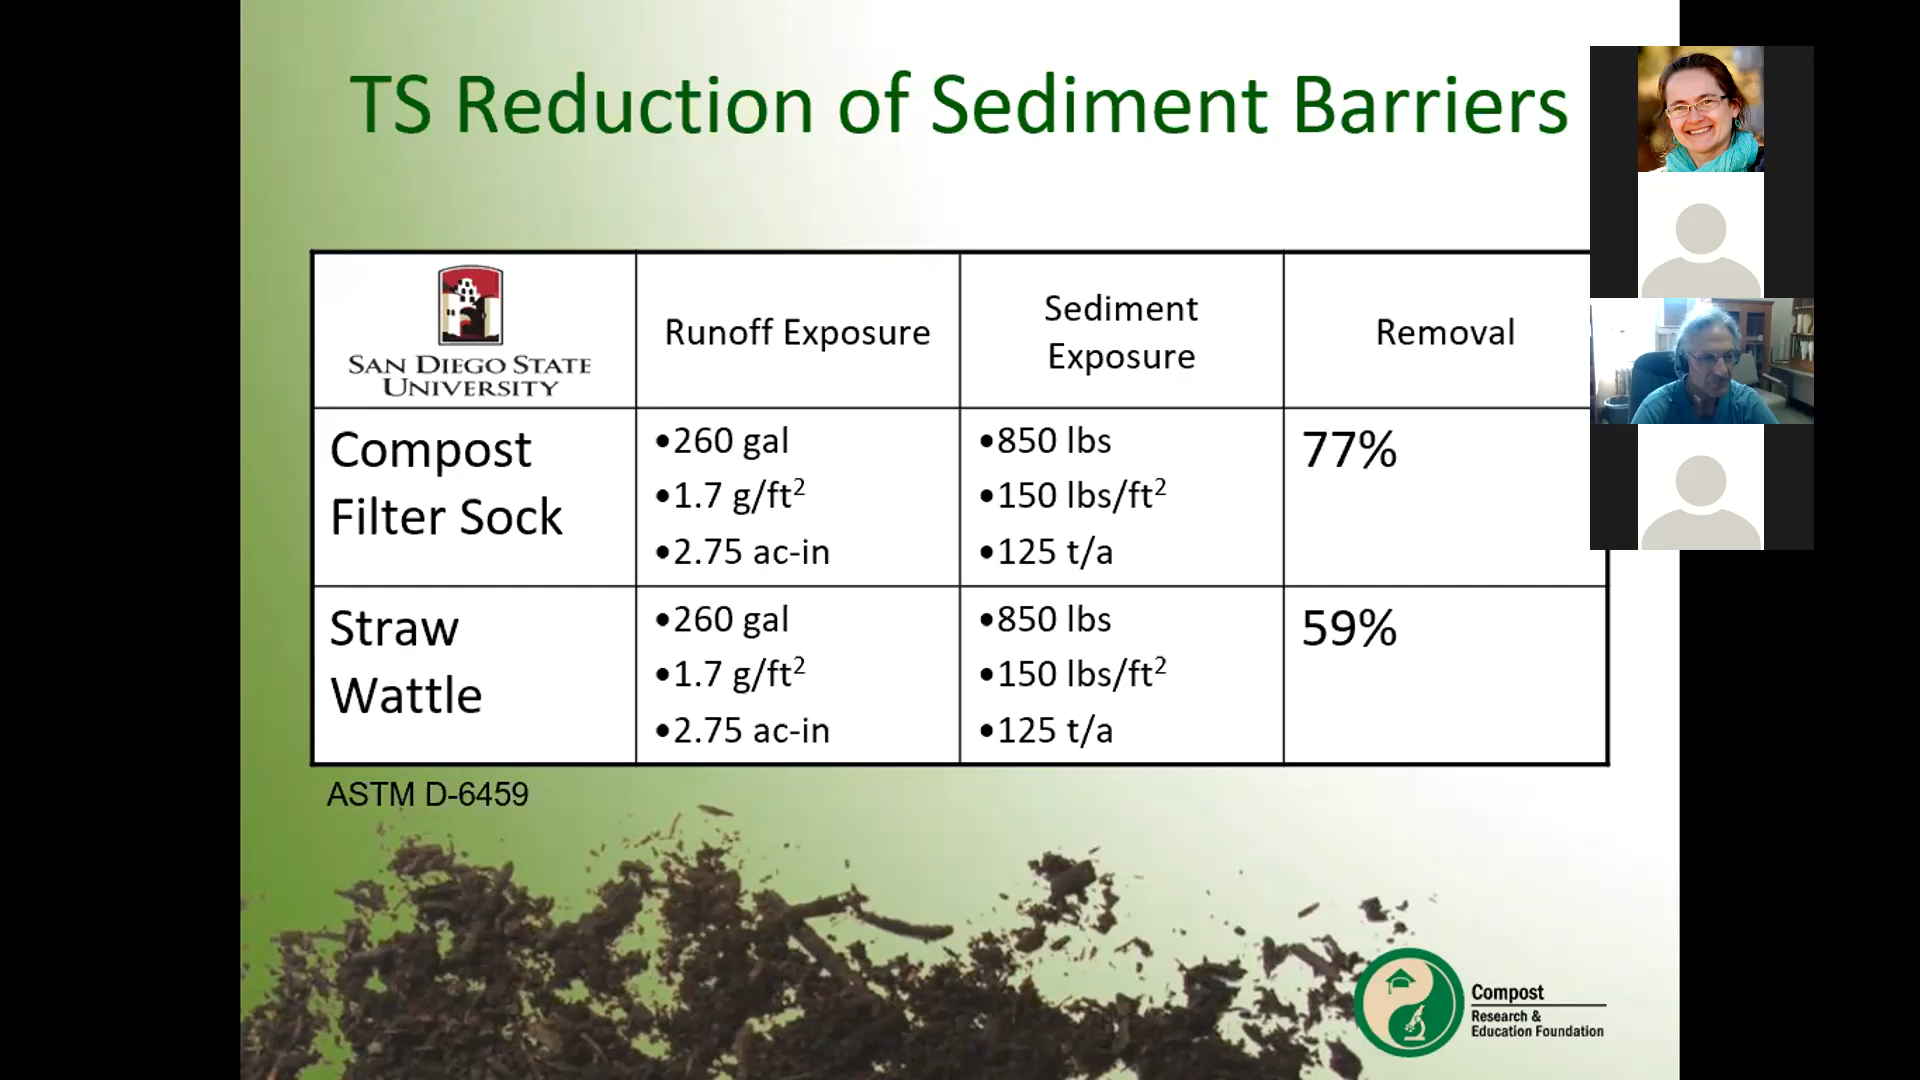 TS Reduction of Sediment Barriers
SAN DIEGO STATE
UNIVERSITY
Runoff Exposure
Sediment
Exposure
Removal
Compost
Filter Sock
•260 gal
•1.7 g/ft²
•2.75 ac-in
•850 lbs
•150 lbs/ft²
•125 t/a
77%
Straw
Wattle
•260 gal
•1.7 g/ft²
•2.75 ac-in
•850 lbs
•150 lbs/ft²
•125 t/a
59%
ASTM D-6459
Compost
Research &
Education Foundation